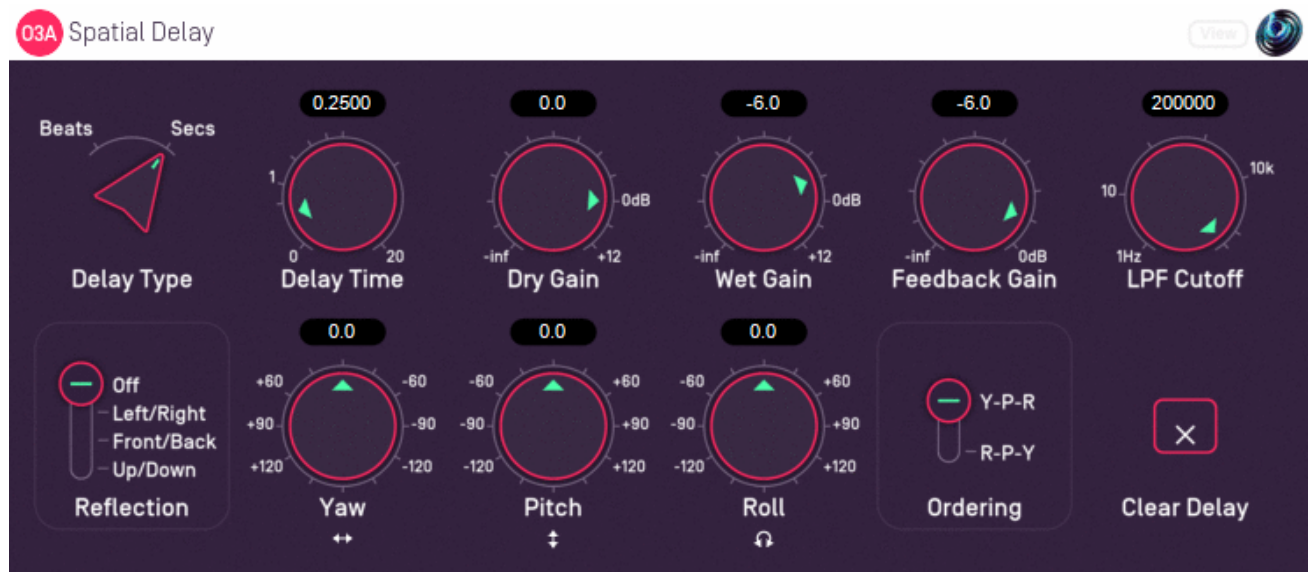 O3A Spatial Delay View
Beats Secs
Delay Type
0.2500
1
0 20
Delay Time
0.0
0dB
-inf +12
Dry Gain
-6.0
0dB
-inf +12
Wet Gain
-6.0
-inf 0dB
Feedback Gain
200000
10 10k
1Hz
LPF Cutoff
Off
Left/Right
Front/Back
Up/Down
Reflection
0.0
+60 -60
+90 -90
+120 -120
Yaw
0.0
-60 +60
-90 +90
-120 +120
Pitch
0.0
-60 +60
-90 +90
-120 +120
Roll
Y-P-R
R-P-Y
Ordering
Clear Delay